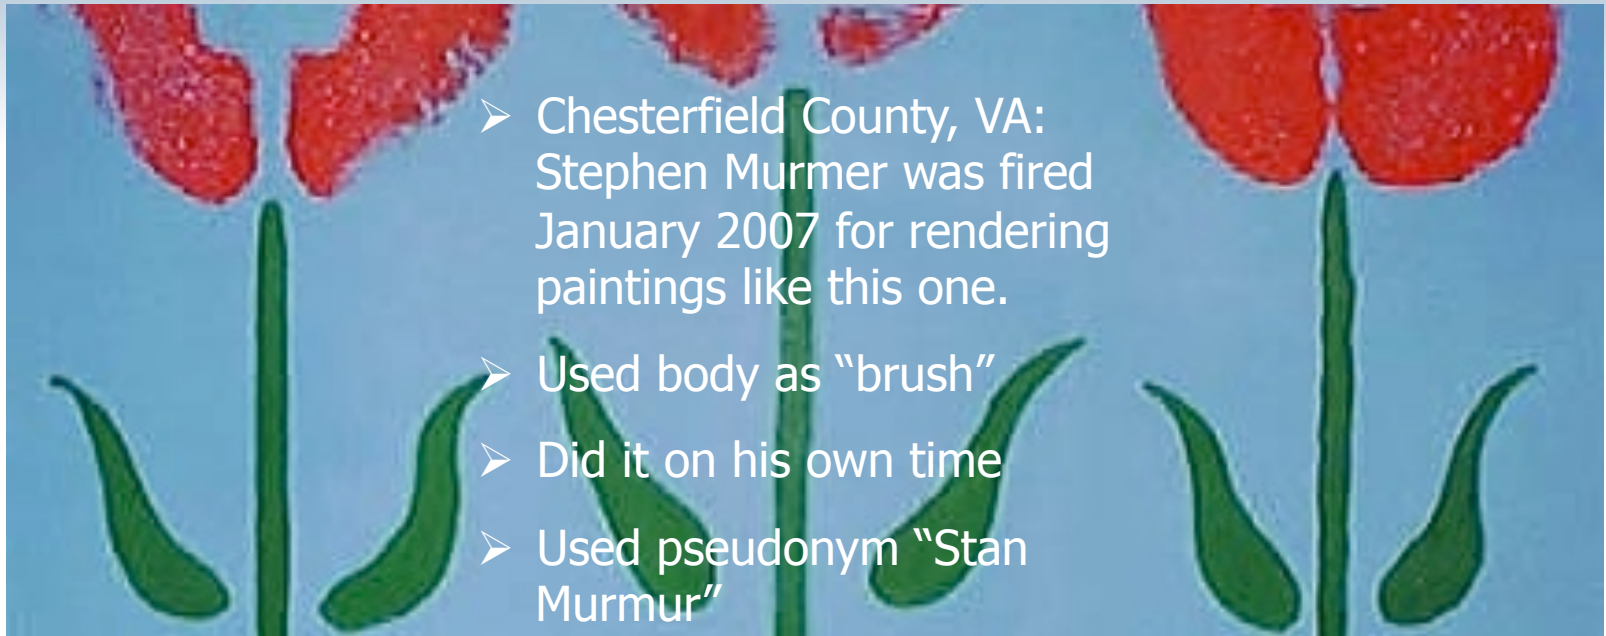 ➢ Chesterfield County, VA:
Stephen Murmer was fired
January 2007 for rendering
paintings like this one.
➢ Used body as “brush”
➢ Did it on his own time
➢ Used pseudonym “Stan
Murmur”